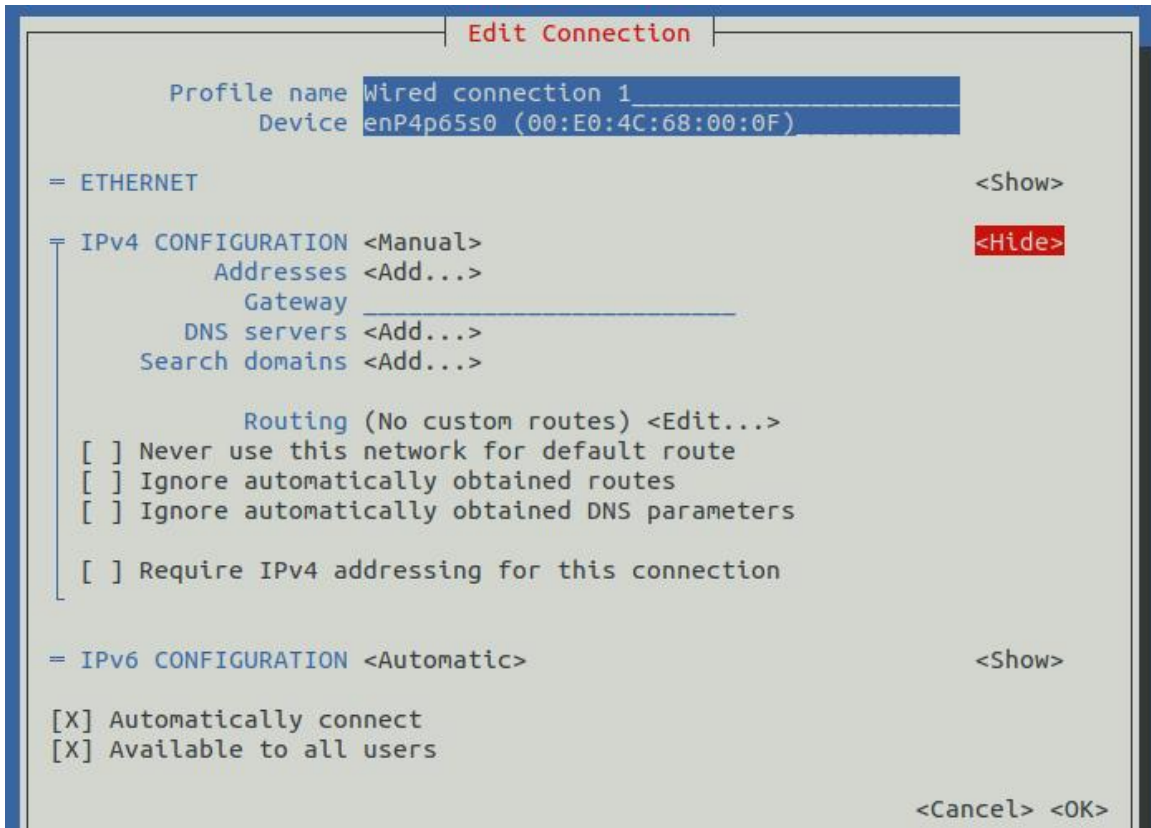 Edit Connection
Profile name Wired connection 1
Device enP4p65s0 (00:E0:4C:68:00:0F)
= ETHERNET <Show>
IPv4 CONFIGURATION <Manual> <Hide>
Addresses <Add...>
Gateway
DNS servers <Add...>
Search domains <Add...>
Routing (No custom routes) <Edit...>
[ ] Never use this network for default route
[ ] Ignore automatically obtained routes
[ ] Ignore automatically obtained DNS parameters
[ ] Require IPv4 addressing for this connection
= IPv6 CONFIGURATION <Automatic> <Show>
[X] Automatically connect
[X] Available to all users
<Cancel> <OK>